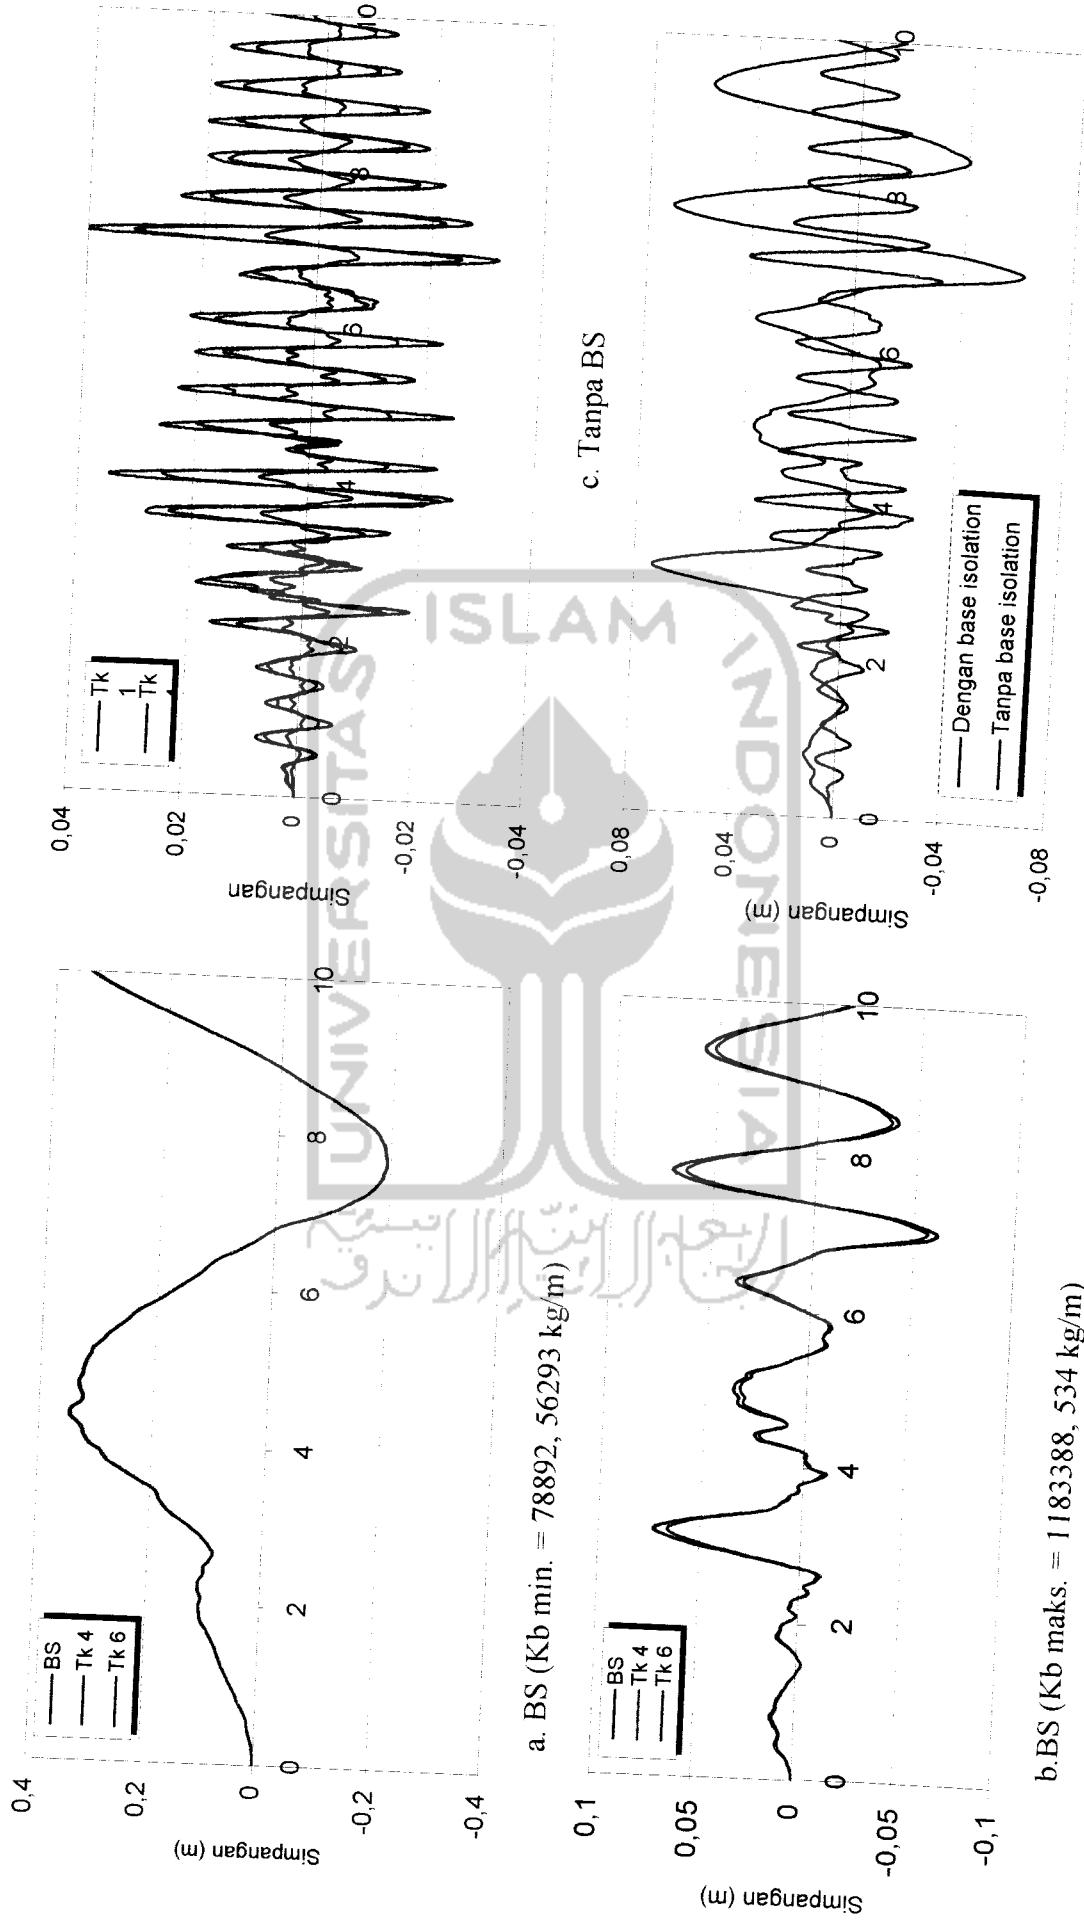 0,4
0,2
0
-0,2
-0,4
Simpangan (m)
BS
Tk 4
Tk 6
0
2
4
6
8
10
a. BS (Kb min. = 78892, 56293 kg/m)
0,1
0,05
0
-0,05
-0,1
Simpangan (m)
BS
Tk 4
Tk 6
0
2
4
6
8
10
b.BS (Kb maks. = 1183388, 534 kg/m)
0,04
0,02
0
-0,02
-0,04
Simpangan
Tk
1
Tk
0
2
4
6
8
10
c. Tanpa BS
0,08
0,04
0
-0,04
-0,08
Simpangan (m)
Dengan base isolation
Tanpa base isolation
0
2
4
6
8
10
UNIVERSITAS
ISLAM
INDONESIA